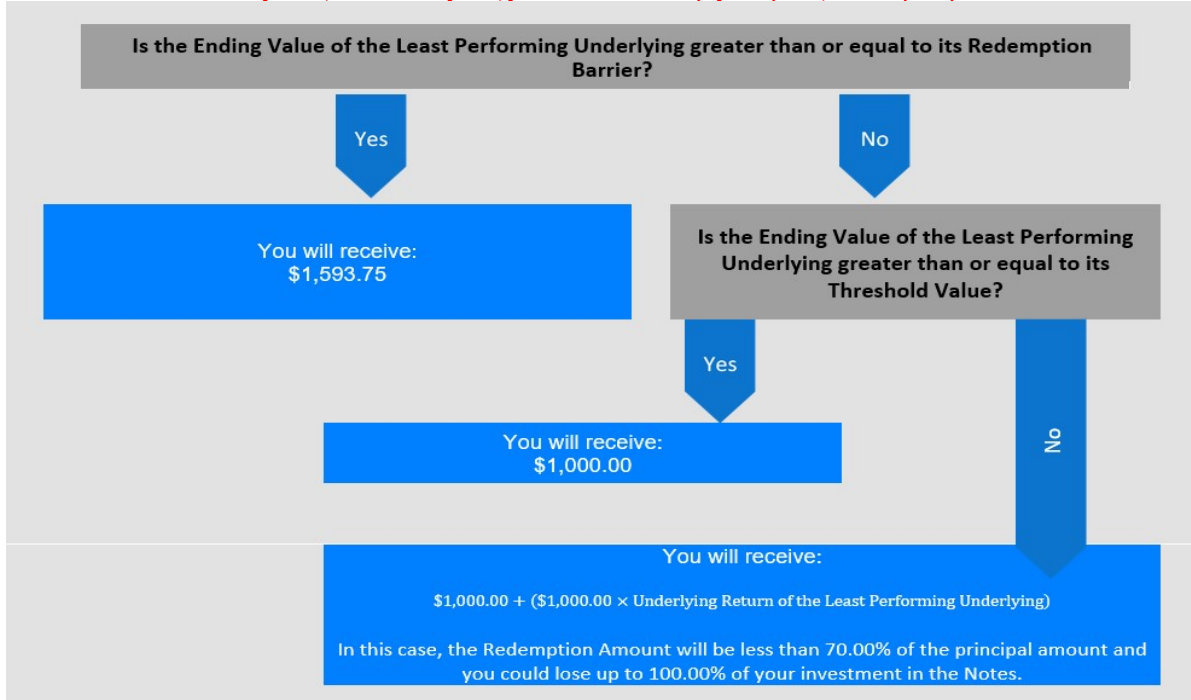 Is the Ending Value of the Least Performing Underlying greater than or equal to its Redemption
Barrier?
Yes
No
You will receive:
$1,593.75
Is the Ending Value of the Least Performing
Underlying greater than or equal to its
Threshold Value?
Yes
No
You will receive:
$1,000.00
You will receive:
$1,000.00 + ($1,000.00 × Underlying Return of the Least Performing Underlying)
In this case, the Redemption Amount will be less than 70.00% of the principal amount and
you could lose up to 100.00% of your investment in the Notes.